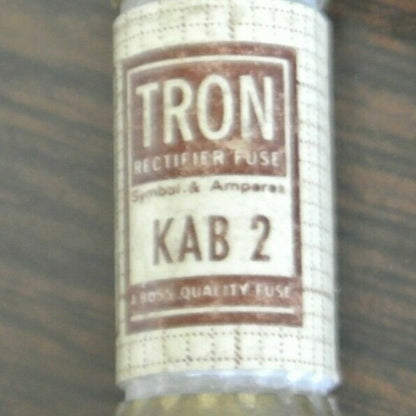 TRON
RECTIFIER FUSE
Symbol & Amperes
KAB 2
A BUSS QUALITY FUSE